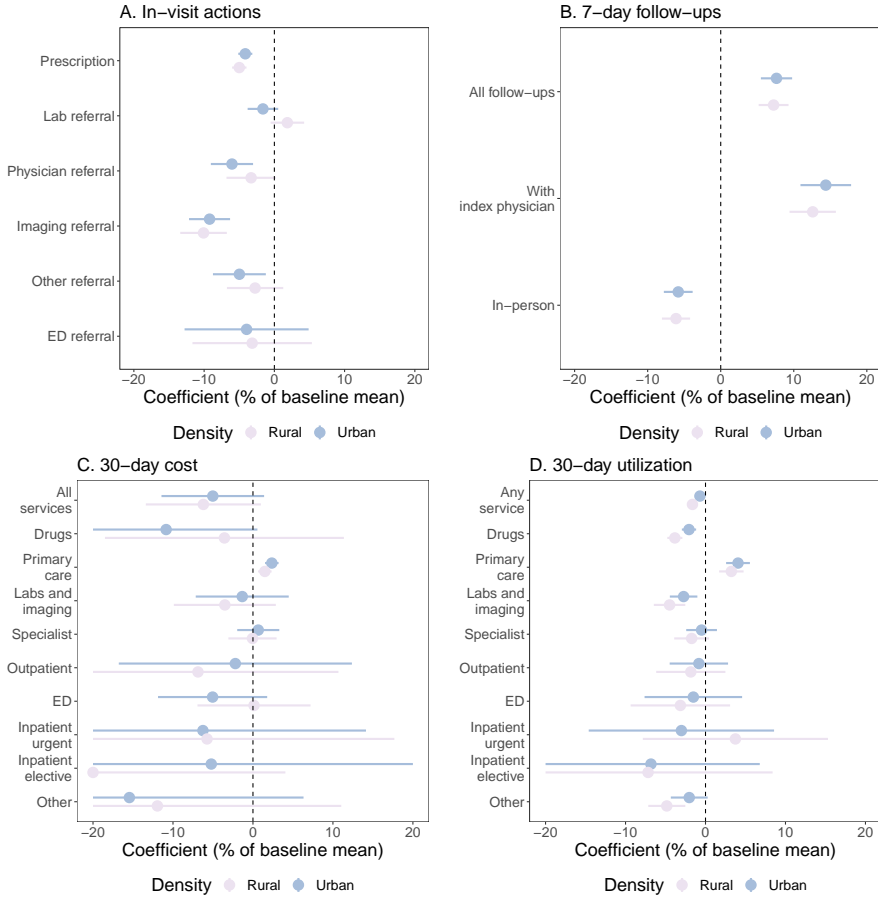 A. In−visit actions
Prescription
Lab referral
Physician referral
Imaging referral
Other referral
ED referral
−20
−10
0
10
20
Coefficient (% of baseline mean)
Density
Rural
Urban
B. 7−day follow−ups
All follow−ups
With
index physician
In−person
−20
−10
0
10
20
Coefficient (% of baseline mean)
Density
Rural
Urban
C. 30−day cost
All
services
Drugs
Primary
care
Labs and
imaging
Specialist
Outpatient
ED
Inpatient
urgent
Inpatient
elective
Other
−20
−10
0
10
20
Coefficient (% of baseline mean)
Density
Rural
Urban
D. 30−day utilization
Any
service
Drugs
Primary
care
Labs and
imaging
Specialist
Outpatient
ED
Inpatient
urgent
Inpatient
elective
Other
−20
−10
0
10
20
Coefficient (% of baseline mean)
Density
Rural
Urban